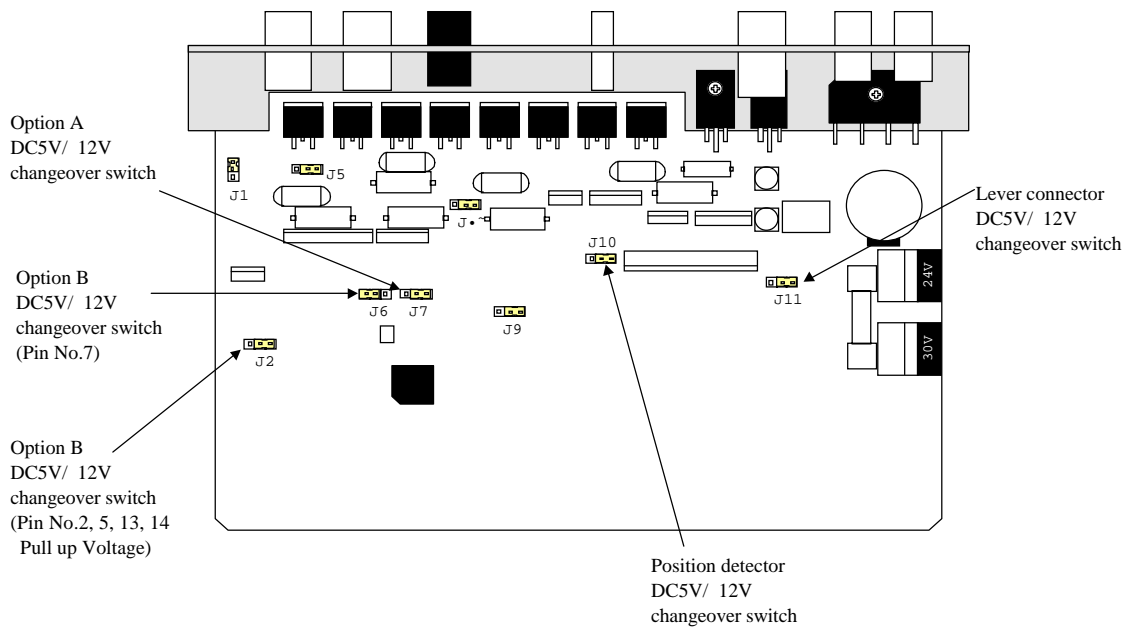 Option A
DC5V/ 12V
changeover switch
J1
J5
J•
Lever connector
DC5V/ 12V
changeover switch
J10
J11
24V
30V
Option B
DC5V/ 12V
changeover switch
(Pin No.7)
J6
J7
J9
J2
Option B
DC5V/ 12V
changeover switch
(Pin No.2, 5, 13, 14
Pull up Voltage)
Position detector
DC5V/ 12V
changeover switch